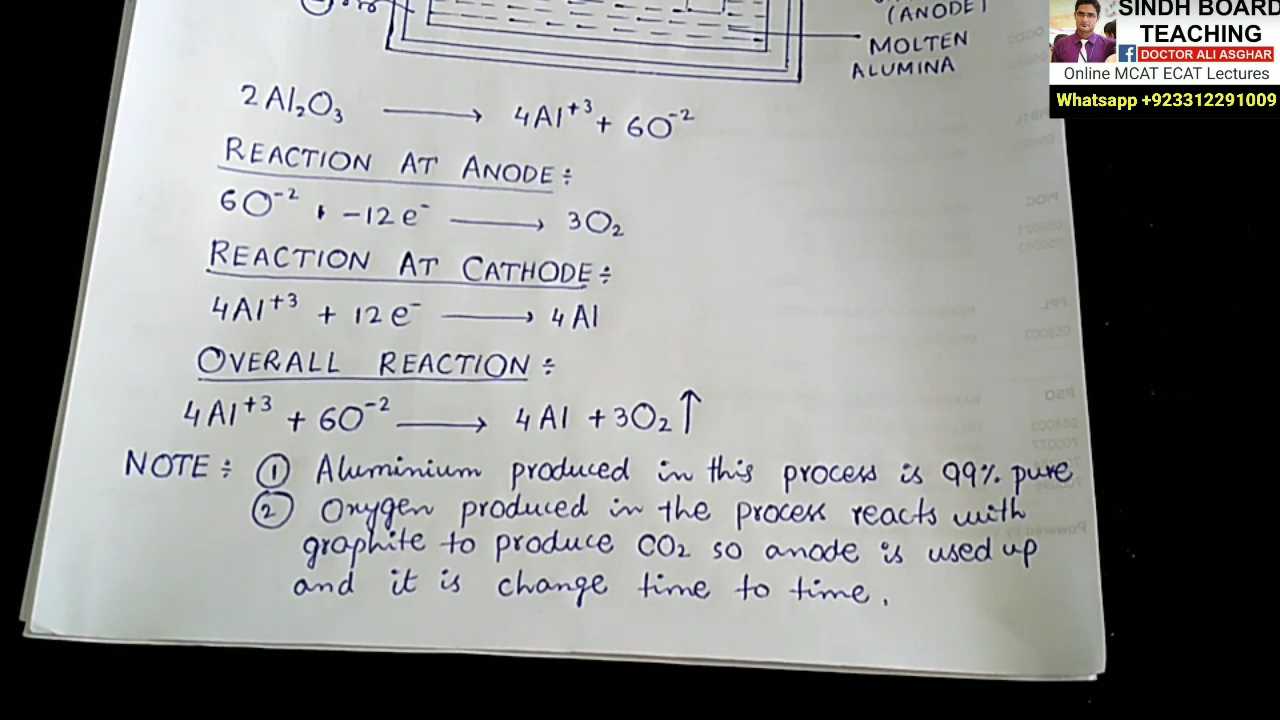 (ANODE)
MOLTEN
ALUMINA
SINDH BOARD
TEACHING
f DOCTOR ALI ASGHAR
Online MCAT ECAT Lectures
Whatsapp +923312291009
2Al₂O₃ ⟶ 4Al⁺³ + 6O⁻²
REACTION AT ANODE ÷
6O⁻² , -12e⁻ ⟶ 3O₂
REACTION AT CATHODE ÷
4Al⁺³ + 12e⁻ ⟶ 4Al
OVERALL REACTION ÷
4Al⁺³ + 6O⁻² ⟶ 4Al + 3O₂↑
NOTE ÷ ① Aluminium produced in this process is 99% pure
② Oxygen produced in the process reacts with
graphite to produce CO₂ so anode is used up
and it is change time to time.